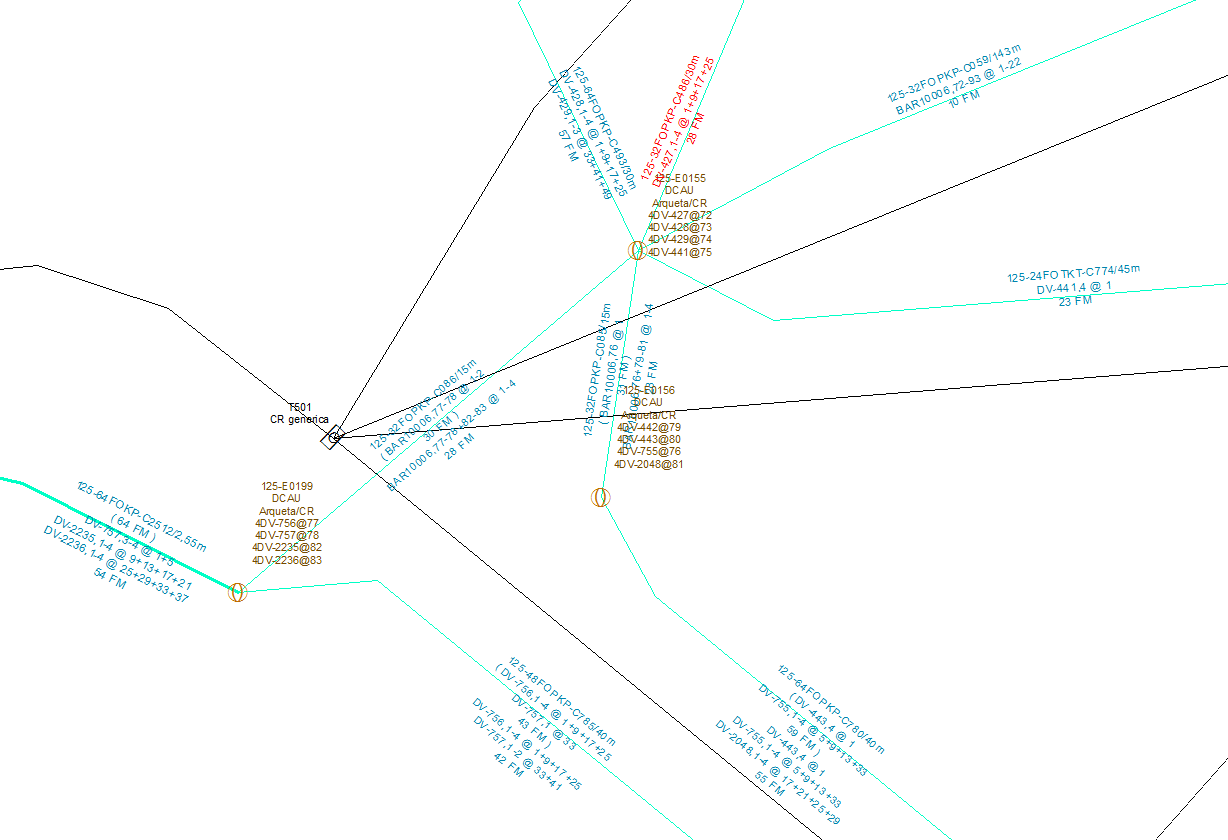 125-64FOPKP-C493/30m
DV-428,1-4 @ 1+9+17+25
DV-429,1-3 @ 33+41+49
57 FM
125-32FOPKP-C486/30m
DV-427,1-4 @ 1+9+17+25
28 FM
125-32FOPKP-C059/143m
BAR10006,72-93 @ 1-22
10 FM
125-E0155
DCAU
Arqueta/CR
4DV-427@72
4DV-428@73
4DV-429@74
4DV-441@75
125-24FOTKT-C774/45m
DV-441,4 @ 1
23 FM
125-32FOPKP-C085/15m
( BAR10006,76 @ 1
31 FM )
125-E0156
DCAU
Arqueta/CR
4DV-442@79
4DV-443@80
4DV-755@76
4DV-2048@81
125-32FOPKP-C086/15m
( BAR10006,77-78 @ 1-2
30 FM )
BAR10006,77-78+82-83 @ 1-4
28 FM
T501
CR generica
125-E0199
DCAU
Arqueta/CR
4DV-756@77
4DV-757@78
4DV-2235@82
4DV-2236@83
125-64FOKP-C2512/2,55m
( 64 FM )
DV-757,3-4 @ 1+5
DV-2235,1-4 @ 9+13+17+21
DV-2236,1-4 @ 25+29+33+37
54 FM
125-48FOPKP-C785/40m
( DV-756,1-4 @ 1+9+17+25
DV-757,1 @ 33
43 FM )
DV-756,1-4 @ 1+9+17+25
DV-757,1-2 @ 33+41
42 FM
125-64FOPKP-C780/40m
( DV-443,4 @ 1
DV-755,1-4 @ 5+9+13+33
59 FM )
DV-443,4 @ 1
DV-755,1-4 @ 5+9+13+33
DV-2048,1-4 @ 17+21+25+29
55 FM